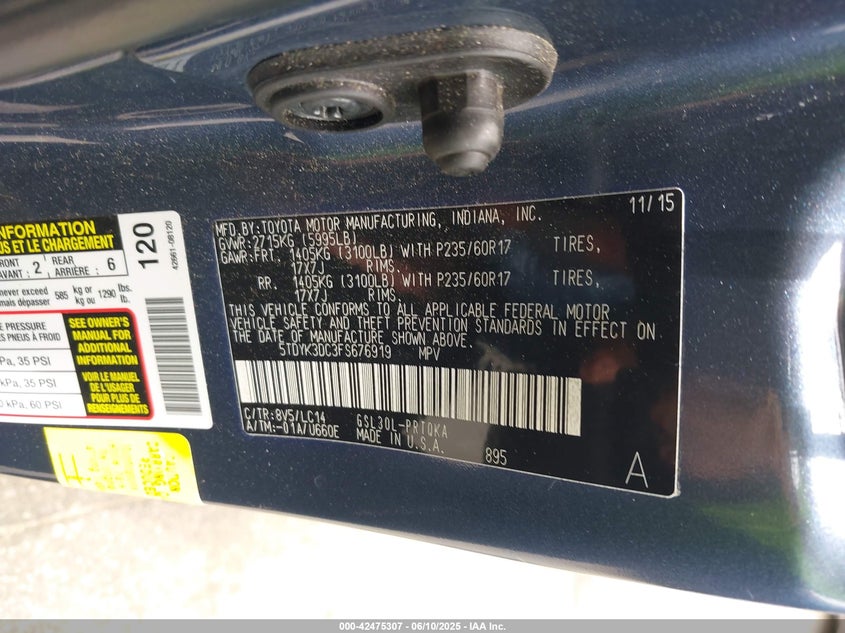 INFORMATION
US ET LE CHARGEMENT
FRONT
AVANT : 2
REAR
ARRIÈRE : 6
never exceed
jamais dépasser 585 kg or
kg ou 1290 lbs.
lb.
PRESSURE
PNEUS À FROID
Pa, 35 PSI
kPa, 35 PSI
kPa, 60 PSI
SEE OWNER'S
MANUAL FOR
ADDITIONAL
INFORMATION
VOIR LE MANUEL
DE L'USAGER
POUR PLUS DE
RENSEIGNEMENTS
120
42661-08120
MFD.BY:TOYOTA MOTOR MANUFACTURING, INDIANA, INC. 11/15
GVWR:2715KG (5995LB)
GAWR:FRT. 1405KG (3100LB) WITH P235/60R17 TIRES,
17X7J RIMS.
RR. 1405KG (3100LB) WITH P235/60R17 TIRES,
17X7J RIMS.
THIS VEHICLE CONFORMS TO ALL APPLICABLE FEDERAL MOTOR
VEHICLE SAFETY AND THEFT PREVENTION STANDARDS IN EFFECT ON
THE DATE OF MANUFACTURE SHOWN ABOVE.
5TDYK3DC3FS676919 MPV
C/TR:8V5/LC14 GSL30L-PRTQKA
A/TM:-01A/U660E MADE IN U.S.A.
895
A
000-42475307 - 06/10/2025 - IAA Inc.